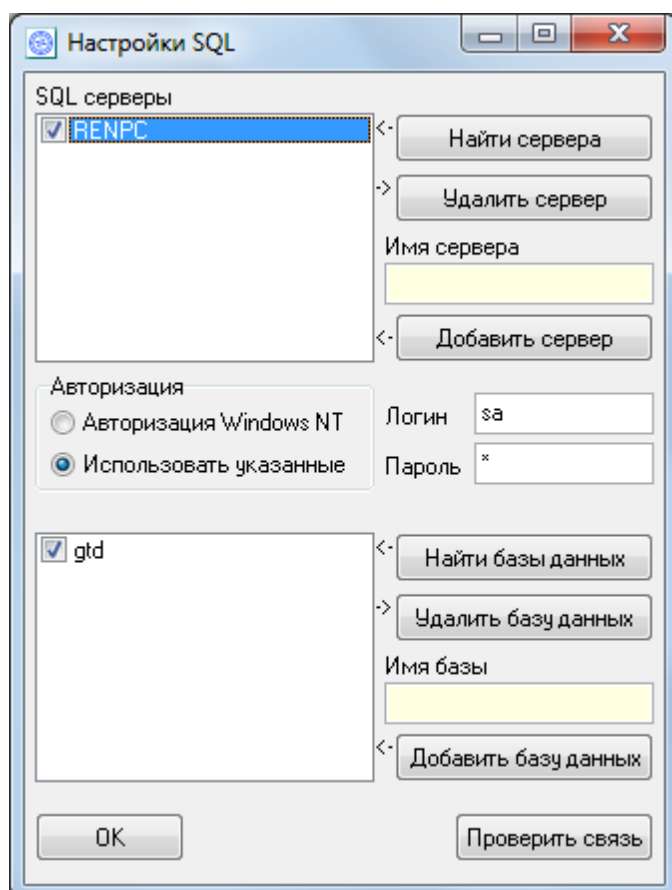 Настройки SQL
SQL серверы
RENPC
<-
Найти сервера
->
Удалить сервер
Имя сервера
<-
Добавить сервер
Авторизация
Авторизация Windows NT
Использовать указанные
Логин
sa
Пароль
*
gtd
<-
Найти базы данных
->
Удалить базу данных
Имя базы
<-
Добавить базу данных
OK
Проверить связь